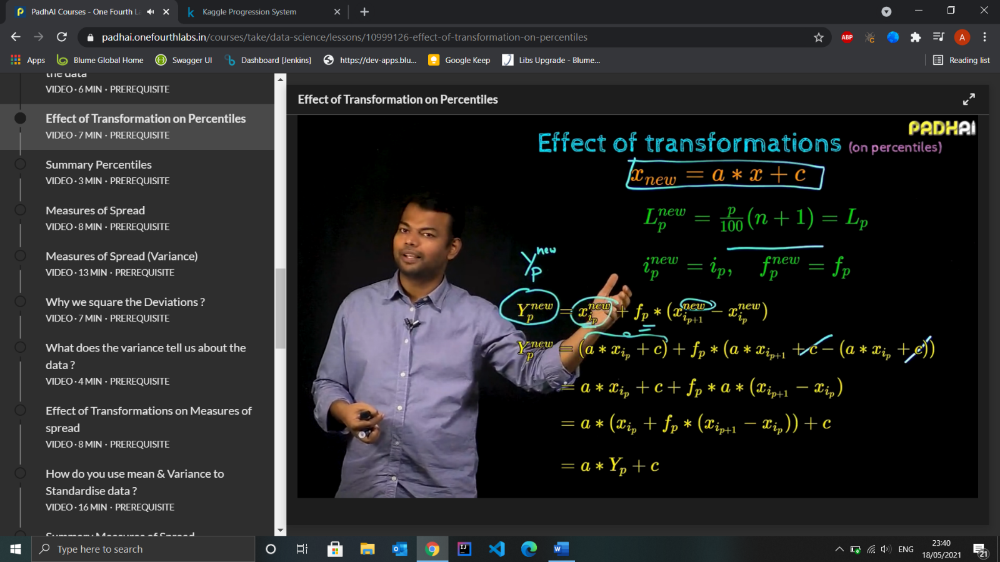 PadhAI Courses - One Fourth La
Kaggle Progression System
padhai.onefourthlabs.in/courses/take/data-science/lessons/10999126-effect-of-transformation-on-percentiles
ABP
A
Apps
Blume Global Home
Swagger UI
Dashboard [Jenkins]
https://dev-apps.blu...
Google Keep
Libs Upgrade - Blume...
Reading list
the data
VIDEO · 6 MIN · PREREQUISITE
Effect of Transformation on Percentiles
VIDEO · 7 MIN · PREREQUISITE
Summary Percentiles
VIDEO · 3 MIN · PREREQUISITE
Measures of Spread
VIDEO · 8 MIN · PREREQUISITE
Measures of Spread (Variance)
VIDEO · 13 MIN · PREREQUISITE
Why we square the Deviations ?
VIDEO · 7 MIN · PREREQUISITE
What does the variance tell us about the
data ?
VIDEO · 4 MIN · PREREQUISITE
Effect of Transformations on Measures of
spread
VIDEO · 8 MIN · PREREQUISITE
How do you use mean & Variance to
Standardise data ?
VIDEO · 16 MIN · PREREQUISITE
Summary Measures of Spread
Effect of Transformation on Percentiles
PADHAI
Effect of transformations (on percentiles)
x_new = a * x + c
L_p^new = p/100 (n + 1) = L_p
Y_p^new
i_p^new = i_p, f_p^new = f_p
Y_p^new = x_{i_p}^new + f_p * (x_{i_{p+1}}^new − x_{i_p}^new)
Y_p^new = (a * x_{i_p} + c) + f_p * (a * x_{i_{p+1}} + c − (a * x_{i_p} + c))
= a * x_{i_p} + c + f_p * a * (x_{i_{p+1}} − x_{i_p})
= a * (x_{i_p} + f_p * (x_{i_{p+1}} − x_{i_p})) + c
= a * Y_p + c
Type here to search
ENG
23:40
18/05/2021
21